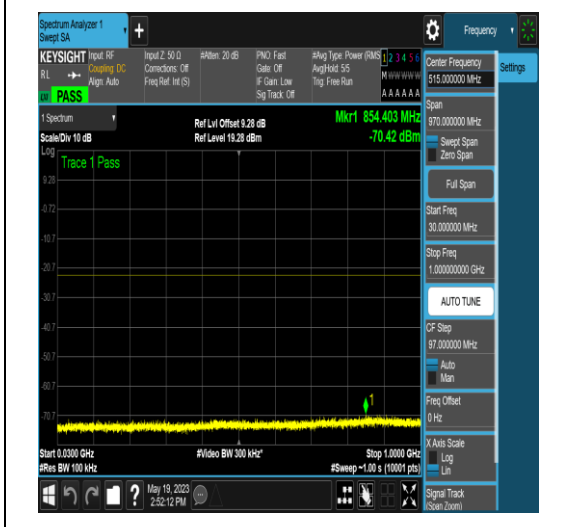 Spectrum Analyzer 1
Swept SA
+
Frequency
KEYSIGHT
RL
PASS
Input: RF
Coupling: DC
Align: Auto
Input Z: 50 Ω
Corrections: Off
Freq Ref: Int (S)
#Atten: 20 dB
PNO: Fast
Gate: Off
IF Gain: Low
Sig Track: Off
#Avg Type: Power (RMS)
Avg|Hold: 5/5
Trig: Free Run
1 2 3 4 5 6
M W W W W W
A A A A A A
1 Spectrum
Scale/Div 10 dB
Ref Lvl Offset 9.28 dB
Ref Level 19.28 dBm
Mkr1 854.403 MHz
-70.42 dBm
Log
Trace 1 Pass
9.28
-0.72
-10.7
-20.7
-30.7
-40.7
-50.7
-60.7
-70.7
1
Start 0.0300 GHz
#Res BW 100 kHz
#Video BW 300 kHz*
Stop 1.0000 GHz
#Sweep ~1.00 s (10001 pts)
?
May 19, 2023
2:52:12 PM
Center Frequency
515.000000 MHz
Span
970.000000 MHz
Swept Span
Zero Span
Full Span
Start Freq
30.000000 MHz
Stop Freq
1.000000000 GHz
AUTO TUNE
CF Step
97.000000 MHz
Auto
Man
Freq Offset
0 Hz
X Axis Scale
Log
Lin
Signal Track
(Span Zoom)
Settings